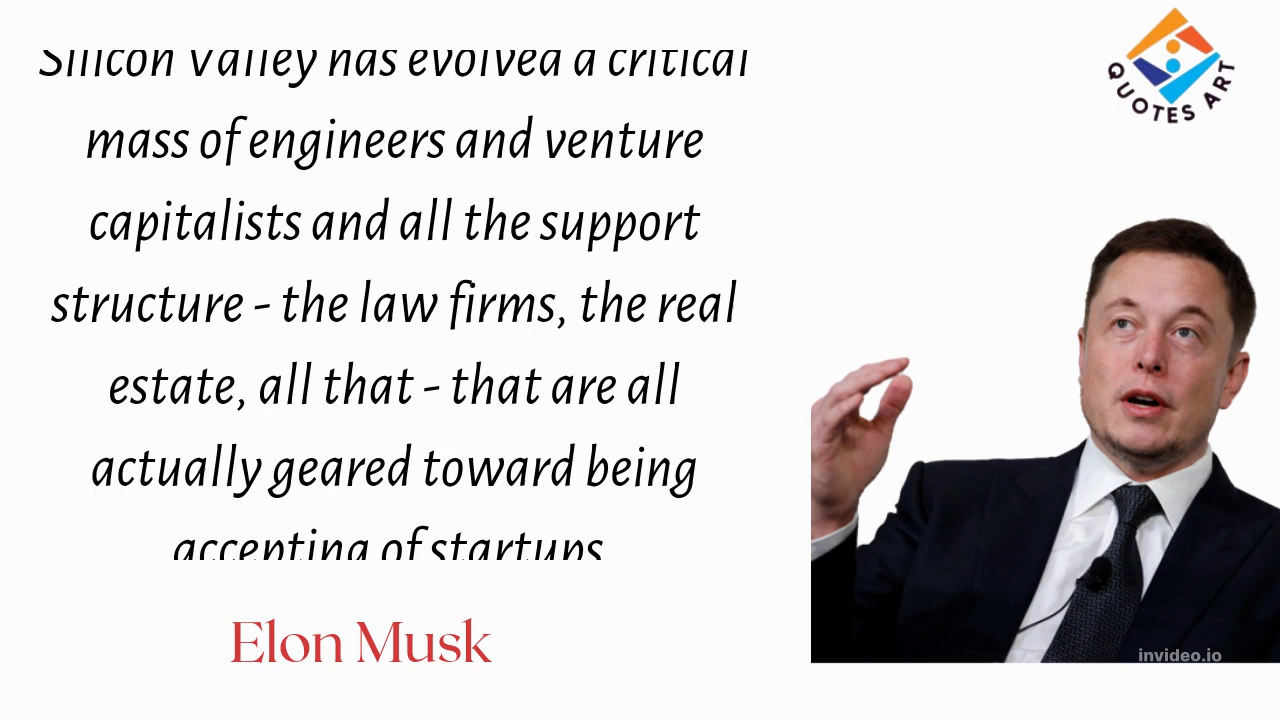 Silicon Valley has evolved a critical
mass of engineers and venture
capitalists and all the support
structure - the law firms, the real
estate, all that - that are all
actually geared toward being
accepting of startups
Elon Musk
QUOTES ART
invideo.io